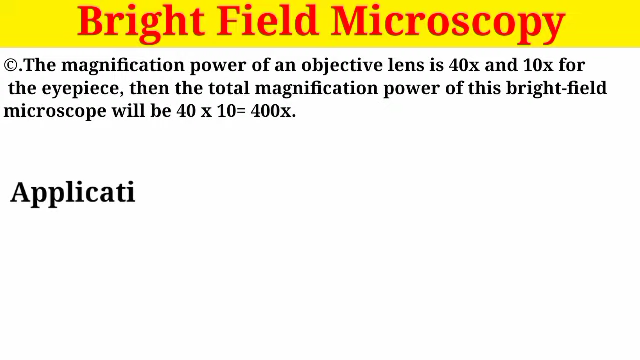 Bright Field Microscopy
©.The magnification power of an objective lens is 40x and 10x for
the eyepiece, then the total magnification power of this bright-field
microscope will be 40 x 10= 400x.
Applicati